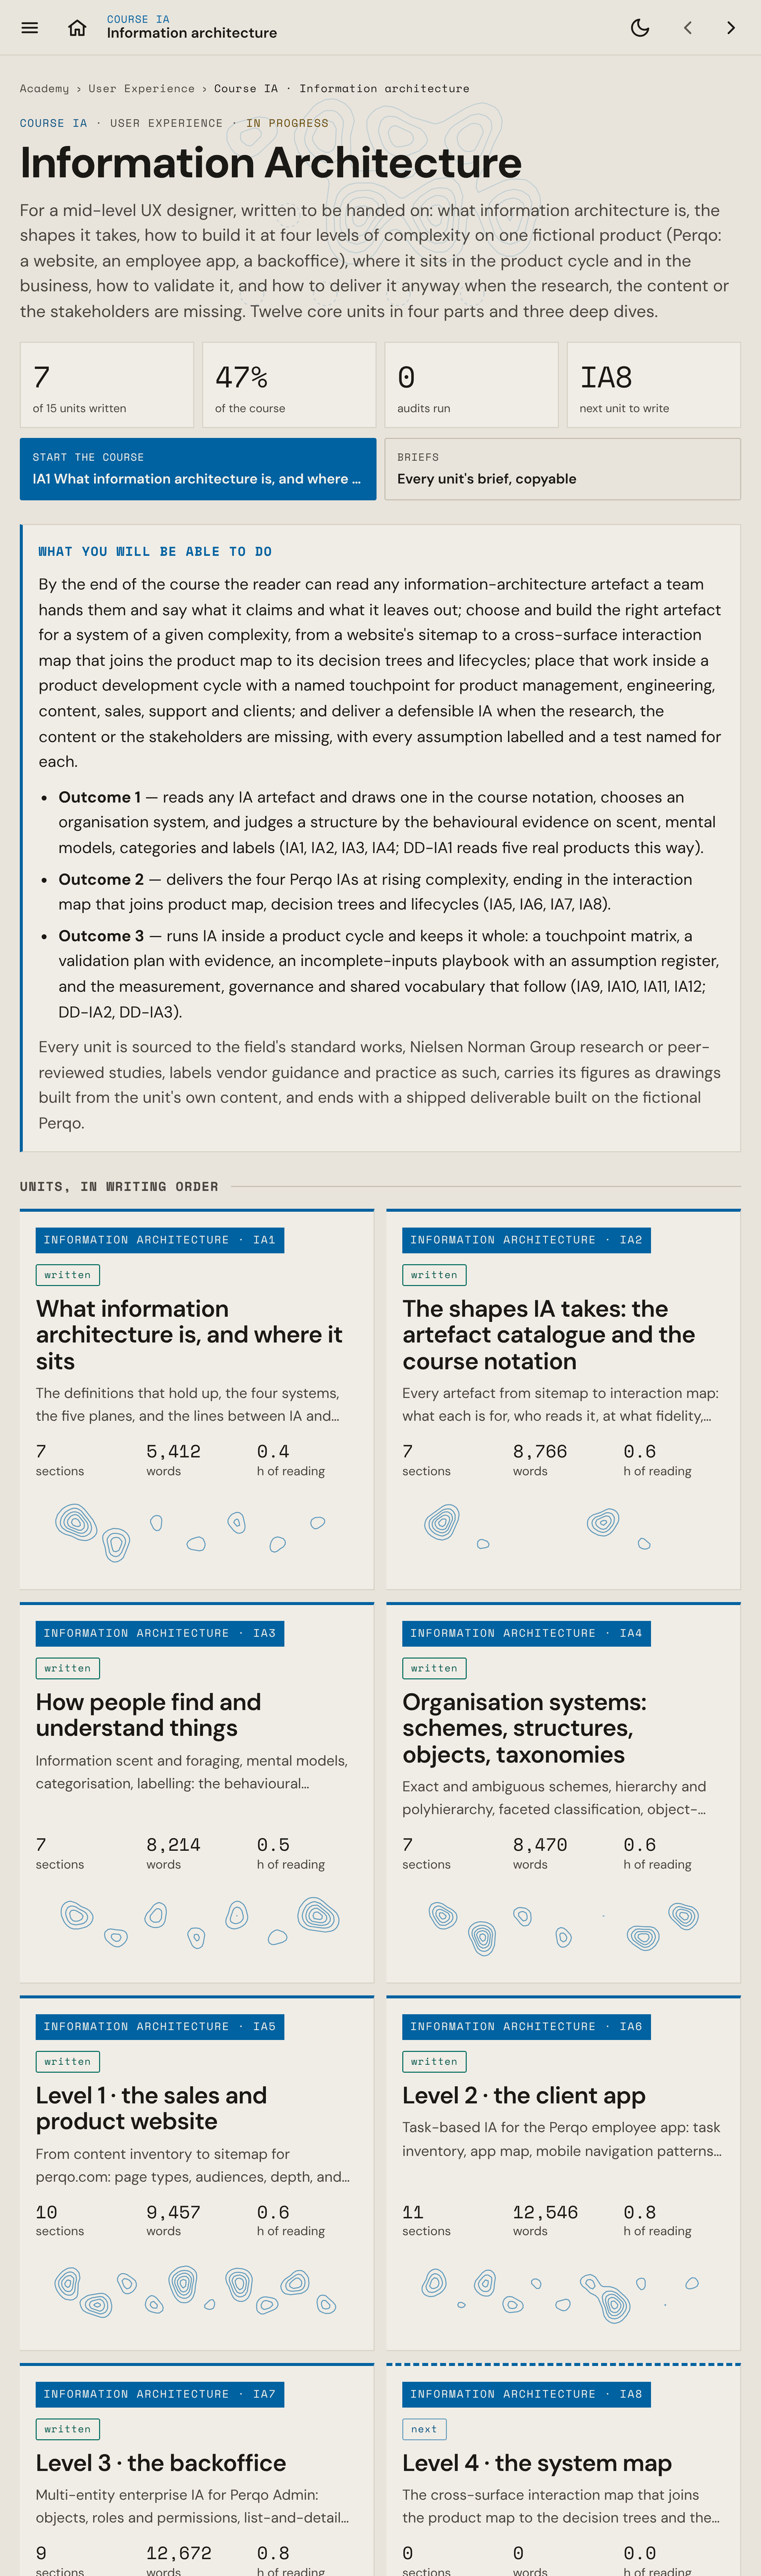 COURSE IA
Information architecture
Academy › User Experience › Course IA · Information architecture
COURSE IA · USER EXPERIENCE · IN PROGRESS
Information Architecture
For a mid-level UX designer, written to be handed on: what information architecture is, the
shapes it takes, how to build it at four levels of complexity on one fictional product (Perqo:
a website, an employee app, a backoffice), where it sits in the product cycle and in the
business, how to validate it, and how to deliver it anyway when the research, the content or
the stakeholders are missing. Twelve core units in four parts and three deep dives.
7
of 15 units written
47%
of the course
0
audits run
IA8
next unit to write
START THE COURSE
IA1 What information architecture is, and where …
BRIEFS
Every unit's brief, copyable
WHAT YOU WILL BE ABLE TO DO
By the end of the course the reader can read any information-architecture artefact a team
hands them and say what it claims and what it leaves out; choose and build the right artefact
for a system of a given complexity, from a website's sitemap to a cross-surface interaction
map that joins the product map to its decision trees and lifecycles; place that work inside a
product development cycle with a named touchpoint for product management, engineering,
content, sales, support and clients; and deliver a defensible IA when the research, the
content or the stakeholders are missing, with every assumption labelled and a test named for
each.
• Outcome 1 — reads any IA artefact and draws one in the course notation, chooses an
organisation system, and judges a structure by the behavioural evidence on scent, mental
models, categories and labels (IA1, IA2, IA3, IA4; DD-IA1 reads five real products this way).
• Outcome 2 — delivers the four Perqo IAs at rising complexity, ending in the interaction
map that joins product map, decision trees and lifecycles (IA5, IA6, IA7, IA8).
• Outcome 3 — runs IA inside a product cycle and keeps it whole: a touchpoint matrix, a
validation plan with evidence, an incomplete-inputs playbook with an assumption register,
and the measurement, governance and shared vocabulary that follow (IA9, IA10, IA11, IA12;
DD-IA2, DD-IA3).
Every unit is sourced to the field's standard works, Nielsen Norman Group research or peer-
reviewed studies, labels vendor guidance and practice as such, carries its figures as drawings
built from the unit's own content, and ends with a shipped deliverable built on the fictional
Perqo.
UNITS, IN WRITING ORDER
INFORMATION ARCHITECTURE · IA1
written
What information
architecture is, and where it
sits
The definitions that hold up, the four systems,
the five planes, and the lines between IA and…
7 5,412 0.4
sections words h of reading
INFORMATION ARCHITECTURE · IA2
written
The shapes IA takes: the
artefact catalogue and the
course notation
Every artefact from sitemap to interaction map:
what each is for, who reads it, at what fidelity,…
7 8,766 0.6
sections words h of reading
INFORMATION ARCHITECTURE · IA3
written
How people find and
understand things
Information scent and foraging, mental models,
categorisation, labelling: the behavioural…
7 8,214 0.5
sections words h of reading
INFORMATION ARCHITECTURE · IA4
written
Organisation systems:
schemes, structures,
objects, taxonomies
Exact and ambiguous schemes, hierarchy and
polyhierarchy, faceted classification, object-…
7 8,470 0.6
sections words h of reading
INFORMATION ARCHITECTURE · IA5
written
Level 1 · the sales and
product website
From content inventory to sitemap for
perqo.com: page types, audiences, depth, and…
10 9,457 0.6
sections words h of reading
INFORMATION ARCHITECTURE · IA6
written
Level 2 · the client app
Task-based IA for the Perqo employee app: task
inventory, app map, mobile navigation patterns…
11 12,546 0.8
sections words h of reading
INFORMATION ARCHITECTURE · IA7
written
Level 3 · the backoffice
Multi-entity enterprise IA for Perqo Admin:
objects, roles and permissions, list-and-detail…
9 12,672 0.8
sections words h of reading
INFORMATION ARCHITECTURE · IA8
next
Level 4 · the system map
The cross-surface interaction map that joins
the product map to the decision trees and the…
0 0 0.0
sections words h of reading